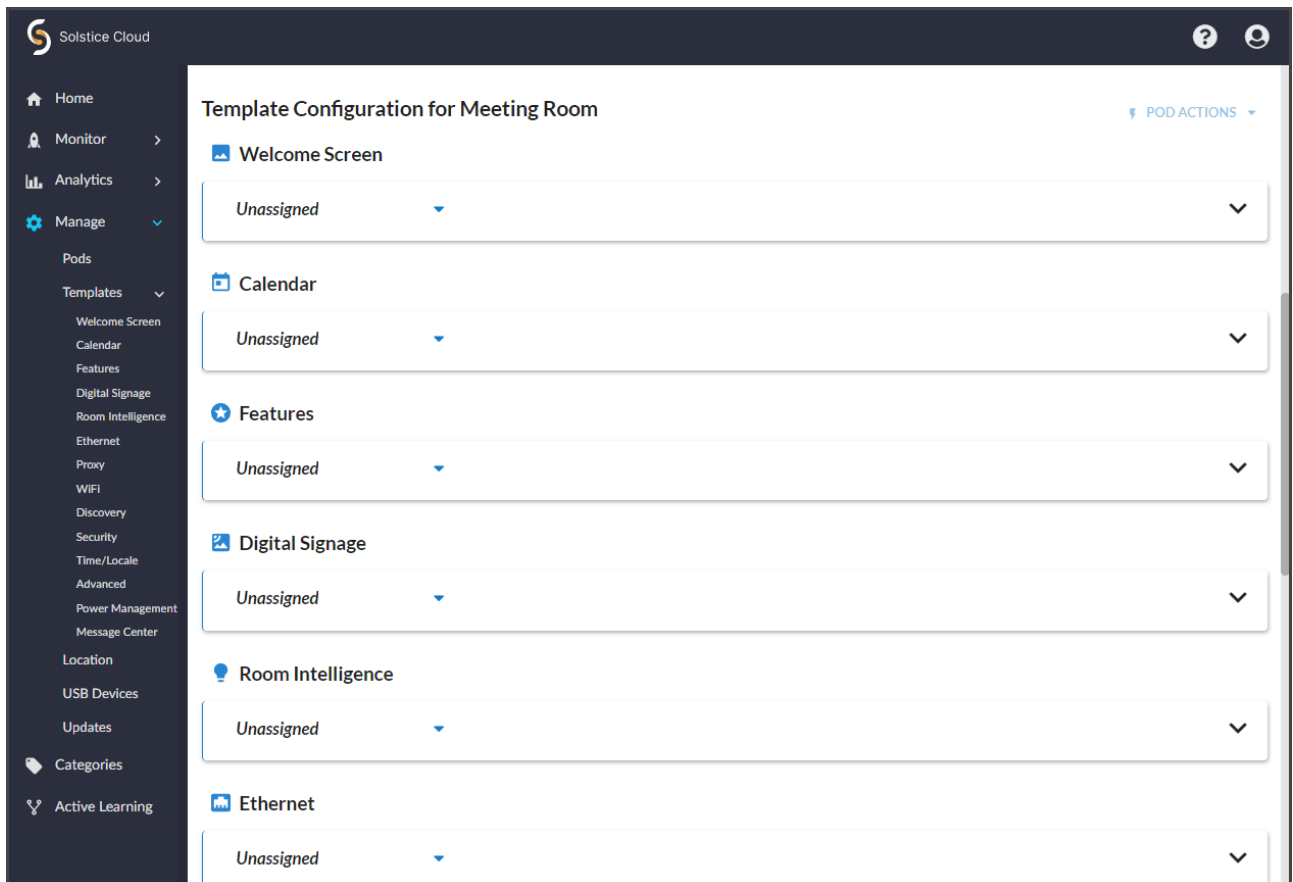 Solstice Cloud
Home
Monitor
Analytics
Manage
Pods
Templates
Welcome Screen
Calendar
Features
Digital Signage
Room Intelligence
Ethernet
Proxy
WiFi
Discovery
Security
Time/Locale
Advanced
Power Management
Message Center
Location
USB Devices
Updates
Categories
Active Learning
Template Configuration for Meeting Room
POD ACTIONS
Welcome Screen
Unassigned
Calendar
Unassigned
Features
Unassigned
Digital Signage
Unassigned
Room Intelligence
Unassigned
Ethernet
Unassigned